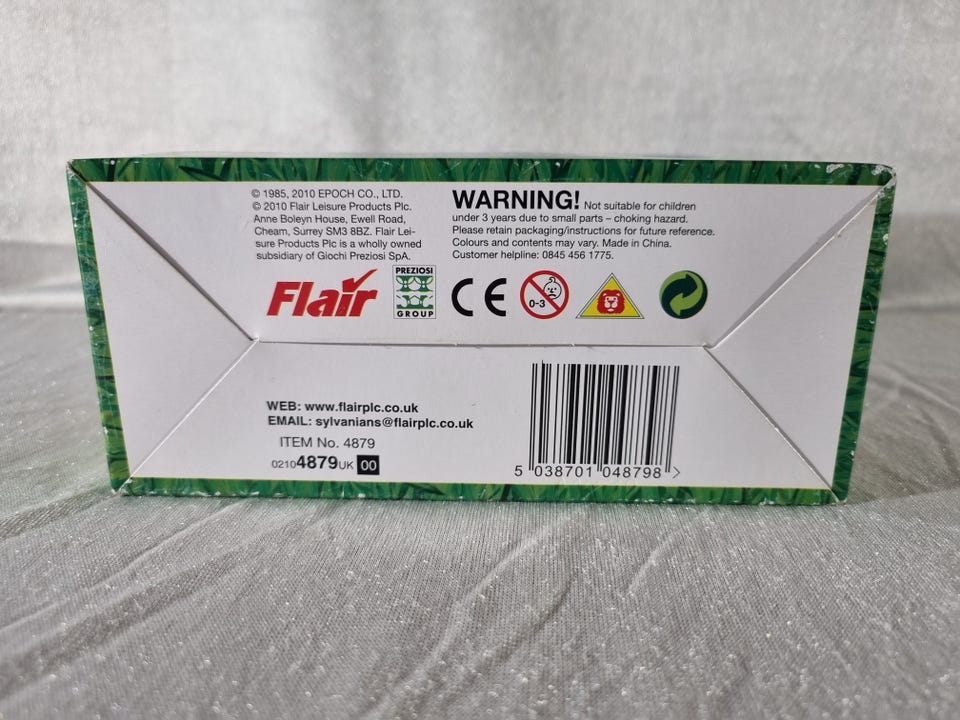 © 1985, 2010 EPOCH CO., LTD.
© 2010 Flair Leisure Products Plc.
Anne Boleyn House, Ewell Road,
Cheam, Surrey SM3 8BZ. Flair Lei-
sure Products Plc is a wholly owned
subsidiary of Giochi Preziosi SpA.
WARNING! Not suitable for children
under 3 years due to small parts – choking hazard.
Please retain packaging/instructions for future reference.
Colours and contents may vary. Made in China.
Customer helpline: 0845 456 1775.
Flair
PREZIOSI
GROUP
CE
0-3
WEB: www.flairplc.co.uk
EMAIL: sylvanians@flairplc.co.uk
ITEM No. 4879
02104879UK 00
5 038701 048798 >